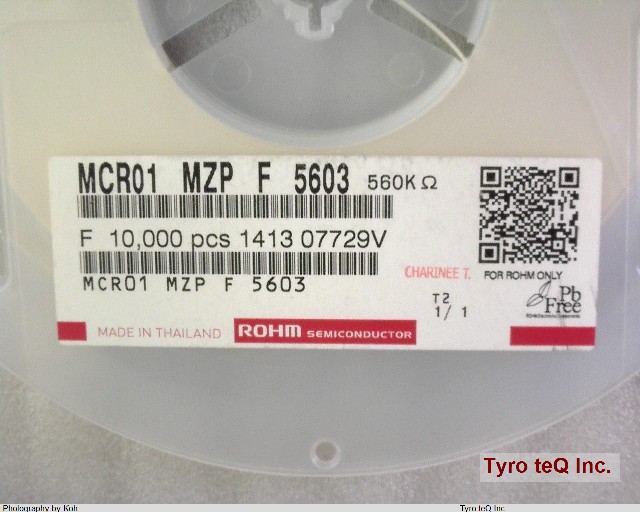 MCR01 MZP F 5603 560K Ω
F 10,000 pcs 1413 07729V
MCR01 MZP F 5603
CHARINEE T.
FOR ROHM ONLY
T2
1/ 1
Pb
Free
MADE IN THAILAND
ROHM SEMICONDUCTOR
Tyro teQ Inc.
Photography by Koh
Tyro teQ Inc